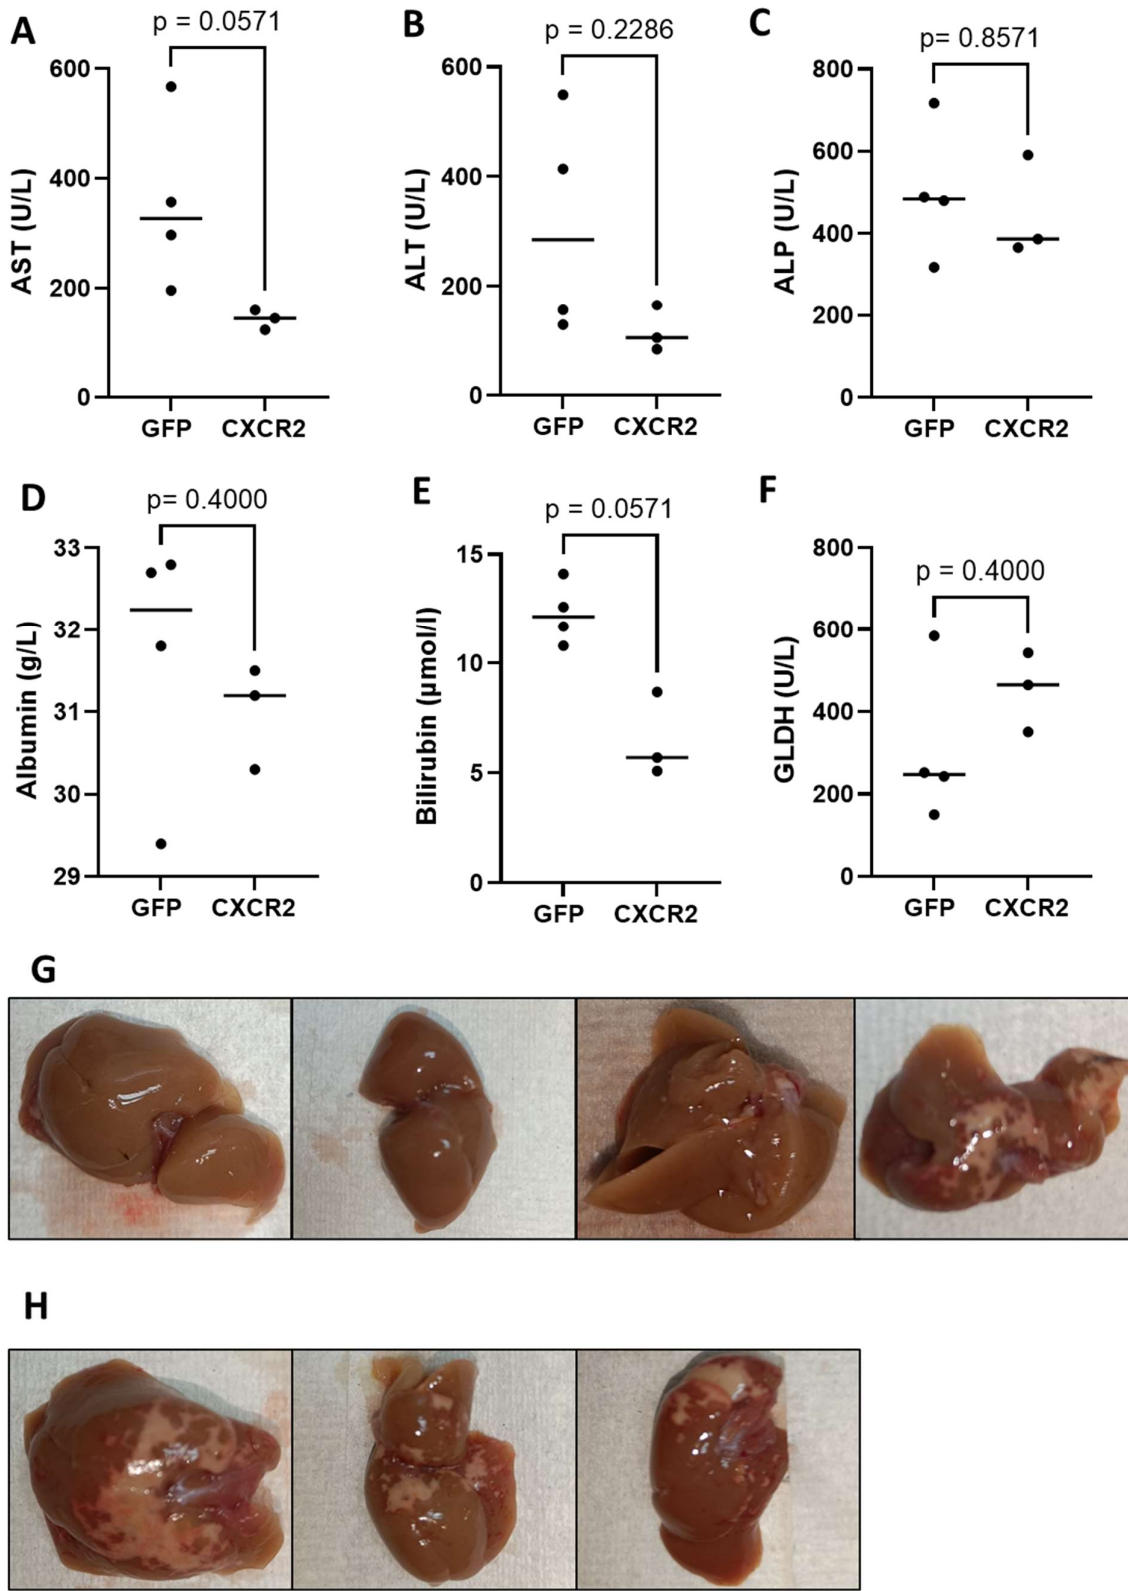 A
p = 0.0571
AST (U/L)
600
400
200
0
GFP CXCR2
B
p = 0.2286
ALT (U/L)
600
400
200
0
GFP CXCR2
C
p= 0.8571
ALP (U/L)
800
600
400
200
0
GFP CXCR2
D
p= 0.4000
Albumin (g/L)
33
32
31
30
29
GFP CXCR2
E
p = 0.0571
Bilirubin (µmol/l)
15
10
5
0
GFP CXCR2
F
p = 0.4000
GLDH (U/L)
800
600
400
200
0
GFP CXCR2
G
H